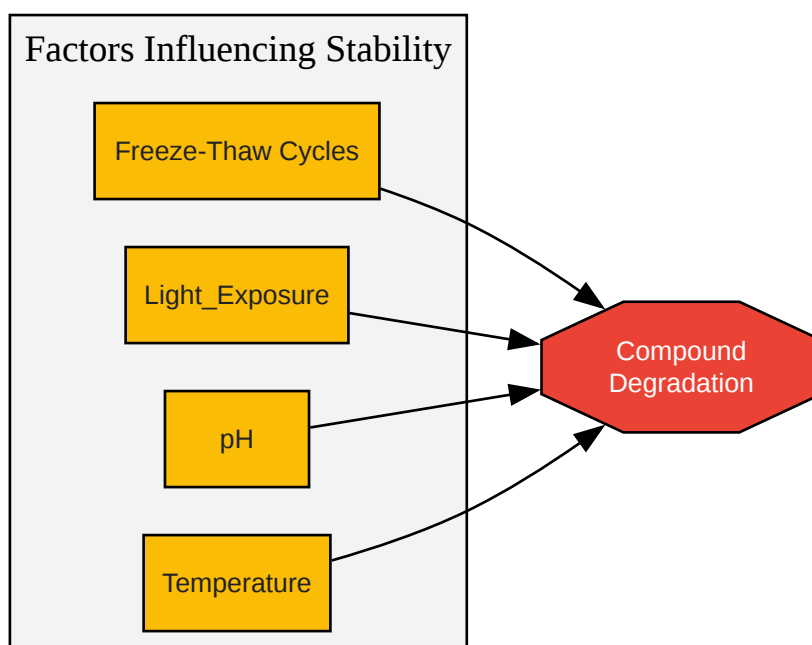 Factors Influencing Stability
Freeze-Thaw Cycles
Light_Exposure
pH
Temperature
Compound
Degradation